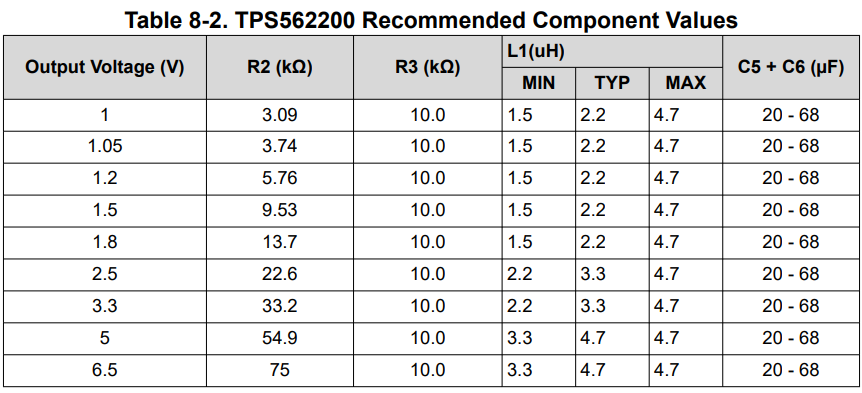 Table 8-2. TPS562200 Recommended Component Values
Output Voltage (V) R2 (kΩ) R3 (kΩ) L1(uH) C5 + C6 (µF)
MIN TYP MAX
1 3.09 10.0 1.5 2.2 4.7 20 - 68
1.05 3.74 10.0 1.5 2.2 4.7 20 - 68
1.2 5.76 10.0 1.5 2.2 4.7 20 - 68
1.5 9.53 10.0 1.5 2.2 4.7 20 - 68
1.8 13.7 10.0 1.5 2.2 4.7 20 - 68
2.5 22.6 10.0 2.2 3.3 4.7 20 - 68
3.3 33.2 10.0 2.2 3.3 4.7 20 - 68
5 54.9 10.0 3.3 4.7 4.7 20 - 68
6.5 75 10.0 3.3 4.7 4.7 20 - 68